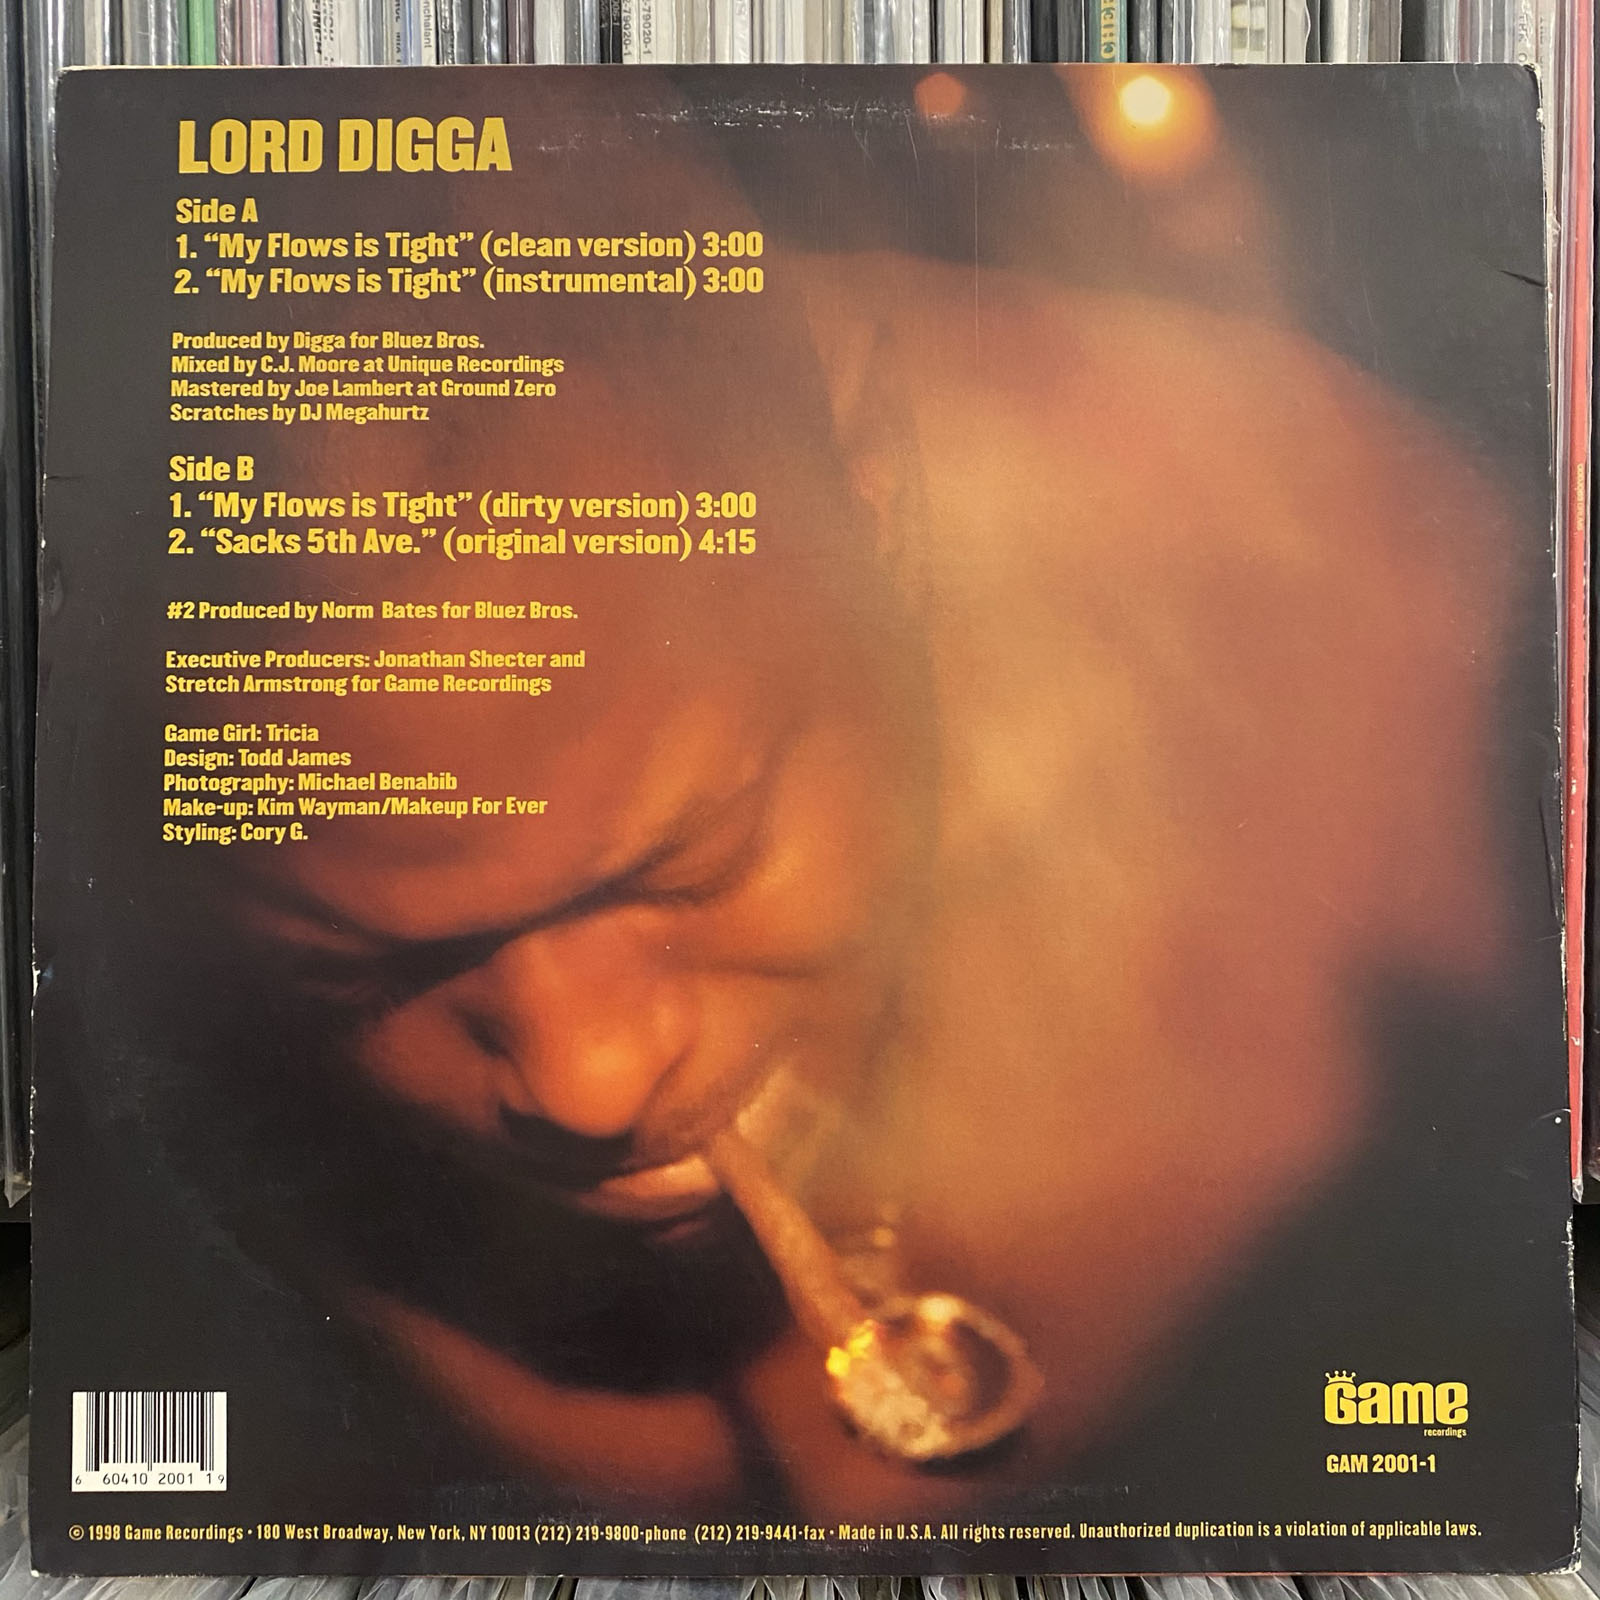 79020-1
79020-1
nchalant
LORD DIGGA
Side A
1. “My Flows is Tight” (clean version) 3:00
2. “My Flows is Tight” (instrumental) 3:00
Produced by Digga for Bluez Bros.
Mixed by C.J. Moore at Unique Recordings
Mastered by Joe Lambert at Ground Zero
Scratches by DJ Megahurtz
Side B
1. “My Flows is Tight” (dirty version) 3:00
2. “Sacks 5th Ave.” (original version) 4:15
#2 Produced by Norm Bates for Bluez Bros.
Executive Producers: Jonathan Shecter and
Stretch Armstrong for Game Recordings
Game Girl: Tricia
Design: Todd James
Photography: Michael Benabib
Make-up: Kim Wayman/Makeup For Ever
Styling: Cory G.
Game
recordings
GAM 2001-1
6 60410 2001 1 9
© 1998 Game Recordings • 180 West Broadway, New York, NY 10013 (212) 219-9800-phone (212) 219-9441-fax • Made in U.S.A. All rights reserved. Unauthorized duplication is a violation of applicable laws.